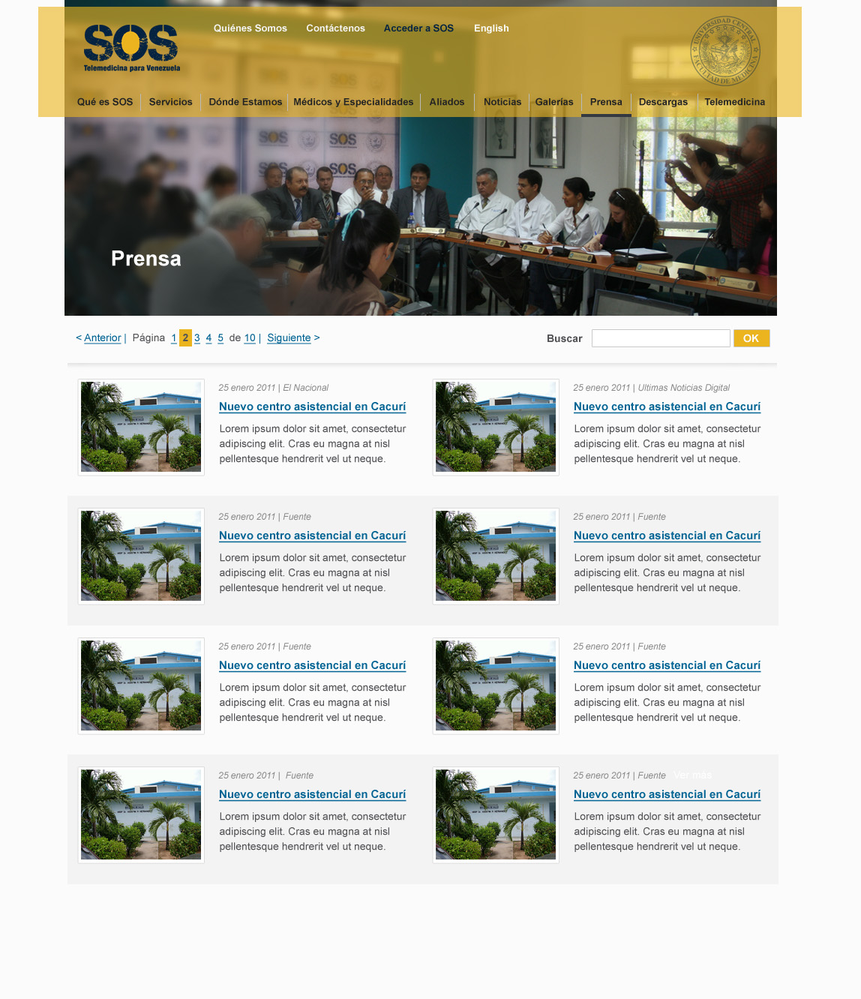 SOS
Telemedicina para Venezuela
Quiénes Somos Contáctenos Acceder a SOS English
UNIVERSIDAD CENTRAL
FACULTAD DE MEDICINA
Qué es SOS Servicios Dónde Estamos Médicos y Especialidades Aliados Noticias Galerías Prensa Descargas Telemedicina
SOS
SOS
SOS
Prensa
< Anterior | Página 1 2 3 4 5 de 10 | Siguiente >
Buscar OK
25 enero 2011 | El Nacional
Nuevo centro asistencial en Cacurí
Lorem ipsum dolor sit amet, consectetur
adipiscing elit. Cras eu magna at nisl
pellentesque hendrerit vel ut neque.
25 enero 2011 | Ultimas Noticias Digital
Nuevo centro asistencial en Cacurí
Lorem ipsum dolor sit amet, consectetur
adipiscing elit. Cras eu magna at nisl
pellentesque hendrerit vel ut neque.
25 enero 2011 | Fuente
Nuevo centro asistencial en Cacurí
Lorem ipsum dolor sit amet, consectetur
adipiscing elit. Cras eu magna at nisl
pellentesque hendrerit vel ut neque.
25 enero 2011 | Fuente
Nuevo centro asistencial en Cacurí
Lorem ipsum dolor sit amet, consectetur
adipiscing elit. Cras eu magna at nisl
pellentesque hendrerit vel ut neque.
25 enero 2011 | Fuente
Nuevo centro asistencial en Cacurí
Lorem ipsum dolor sit amet, consectetur
adipiscing elit. Cras eu magna at nisl
pellentesque hendrerit vel ut neque.
25 enero 2011 | Fuente
Nuevo centro asistencial en Cacurí
Lorem ipsum dolor sit amet, consectetur
adipiscing elit. Cras eu magna at nisl
pellentesque hendrerit vel ut neque.
25 enero 2011 | Fuente
Nuevo centro asistencial en Cacurí
Lorem ipsum dolor sit amet, consectetur
adipiscing elit. Cras eu magna at nisl
pellentesque hendrerit vel ut neque.
25 enero 2011 | Fuente Ver más
Nuevo centro asistencial en Cacurí
Lorem ipsum dolor sit amet, consectetur
adipiscing elit. Cras eu magna at nisl
pellentesque hendrerit vel ut neque.